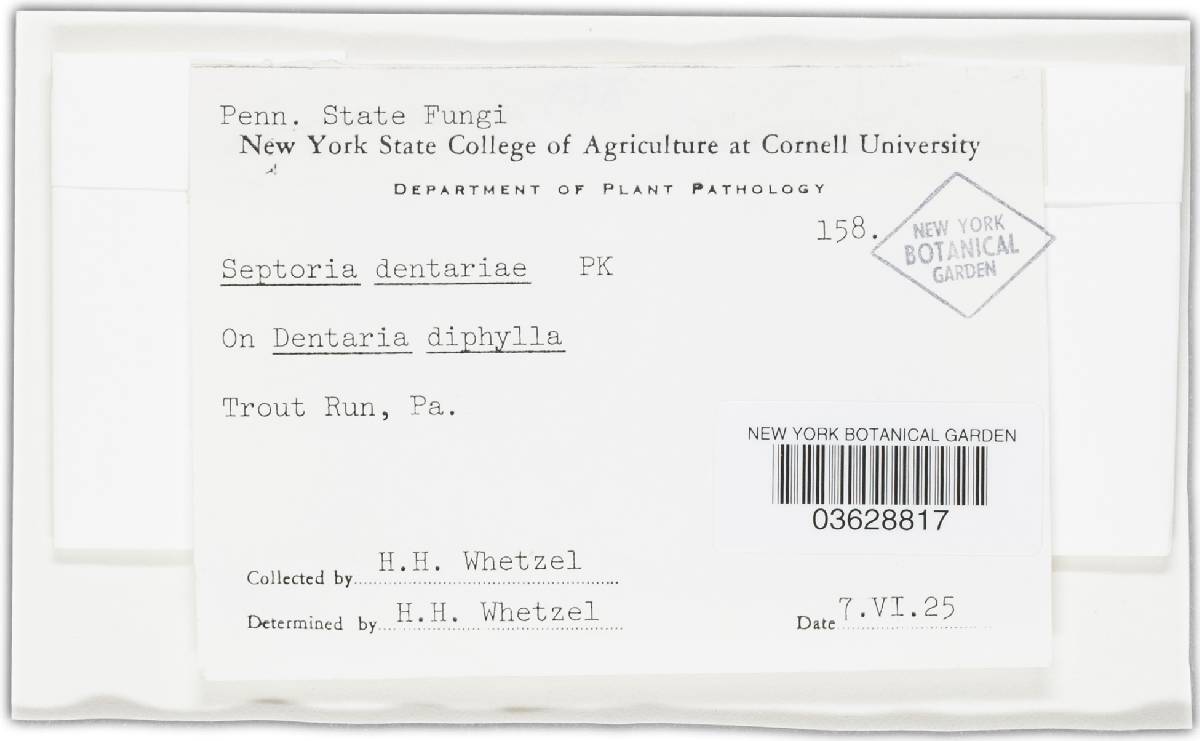 Penn. State Fungi
New York State College of Agriculture at Cornell University
DEPARTMENT OF PLANT PATHOLOGY
158.
NEW YORK
BOTANICAL
GARDEN
Septoria dentariae PK
On Dentaria diphylla
Trout Run, Pa.
NEW YORK BOTANICAL GARDEN
03628817
Collected by H.H. Whetzel
Determined by H.H. Whetzel
Date 7.VI.25